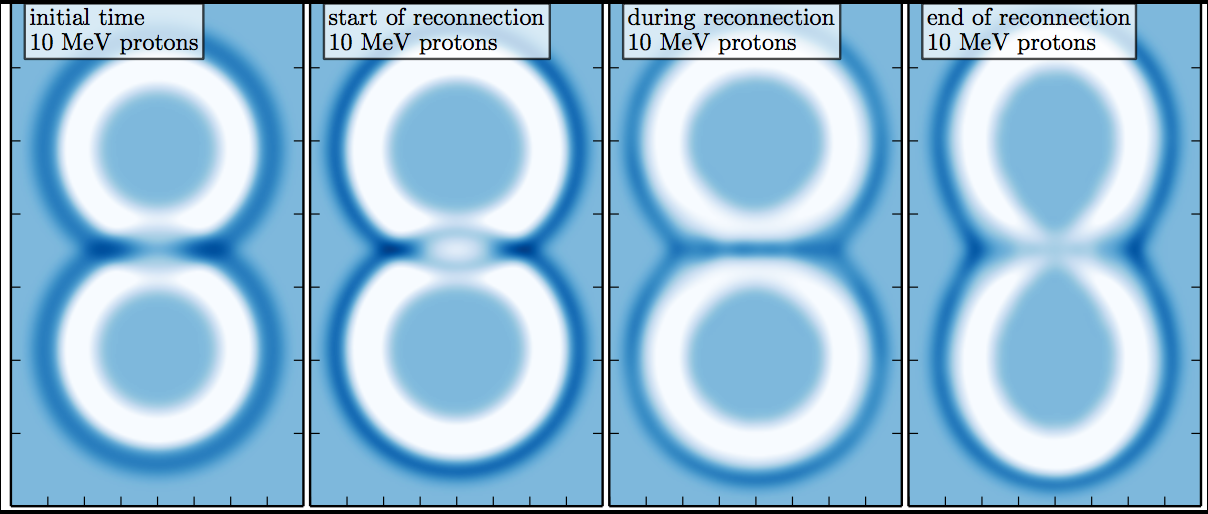 initial time
10 MeV protons
start of reconnection
10 MeV protons
during reconnection
10 MeV protons
end of reconnection
10 MeV protons